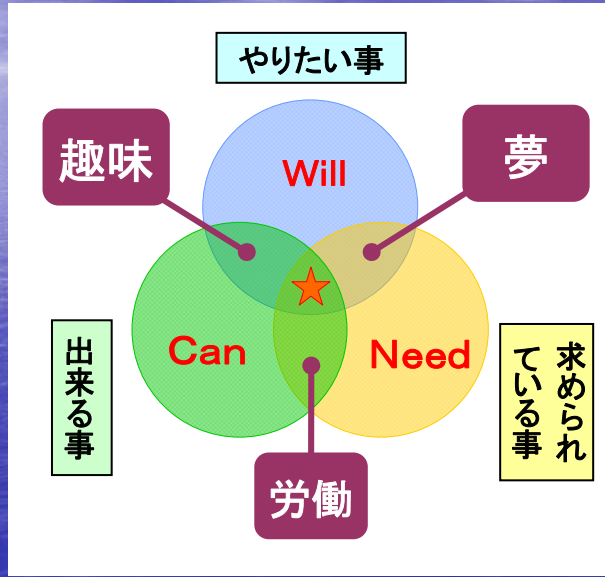 やりたい事
趣味
夢
Will
Can
Need
出来る事
求められ
ている事
労働